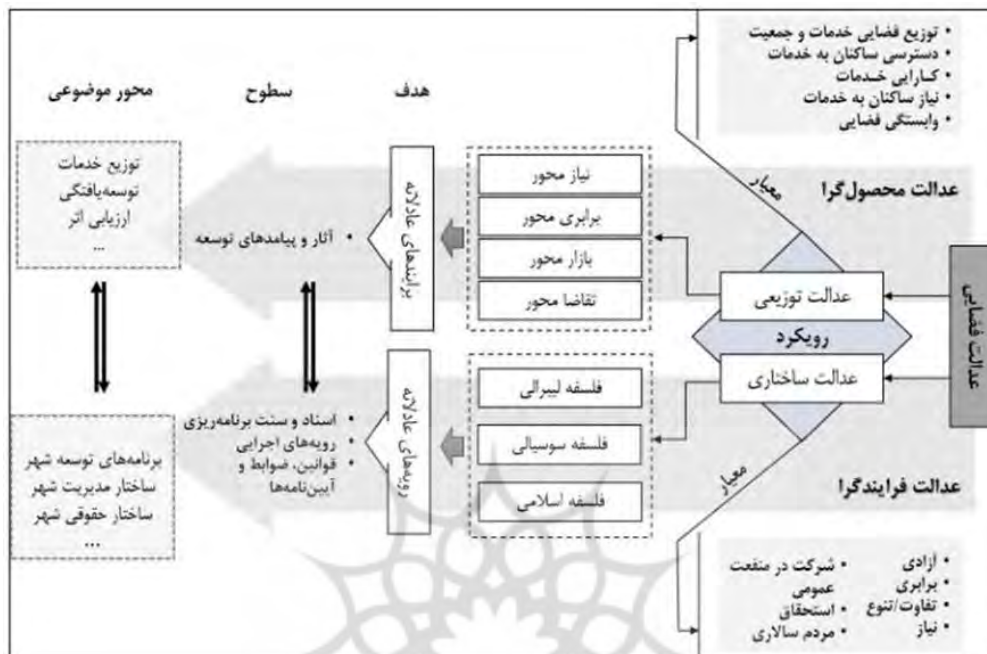 • توزیع فضایی خدمات و جمعیت
• دسترسی ساکنان به خدمات
• کارایی خدمات
• نیاز ساکنان به خدمات
• وابستگی فضایی
هدف
سطوح
محور موضوعی
عدالت محصول‌گرا
معیار
عدالت فضایی
عدالت توزیعی
رویکرد
عدالت ساختاری
نیاز محور
برابری محور
بازار محور
تقاضا محور
برایندهای عادلانه
• آثار و پیامدهای توسعه
توزیع خدمات
توسعه‌یافتگی
ارزیابی اثر
...
فلسفه لیبرالی
فلسفه سوسیالی
فلسفه اسلامی
رویه‌های عادلانه
• اسناد و سنت برنامه‌ریزی
• رویه‌های اجرایی
• قوانین، ضوابط و
آیین‌نامه‌ها
برنامه‌های توسعه شهر
ساختار مدیریت شهر
ساختار حقوقی شهر
...
عدالت فرایندگرا
معیار
• آزادی
• برابری
• تفاوت/تنوع
• نیاز
• شرکت در منفعت
عمومی
• استحقاق
• مردم سالاری